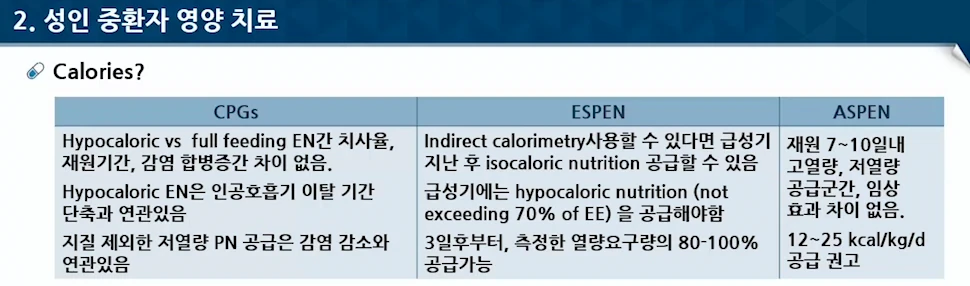 2. 성인 중환자 영양 치료
Calories?
CPGs
ESPEN
ASPEN
Hypocaloric vs full feeding EN간 치사율,
재원기간, 감염 합병증간 차이 없음.
Hypocaloric EN은 인공호흡기 이탈 기간
단축과 연관있음
지질 제외한 저열량 PN 공급은 감염 감소와
연관있음
Indirect calorimetry사용할 수 있다면 급성기
지난 후 isocaloric nutrition 공급할 수 있음
급성기에는 hypocaloric nutrition (not
exceeding 70% of EE) 을 공급해야함
3일후부터, 측정한 열량요구량의 80-100%
공급가능
재원 7~10일내
고열량, 저열량
공급군간, 임상
효과 차이 없음.
12~25 kcal/kg/d
공급 권고